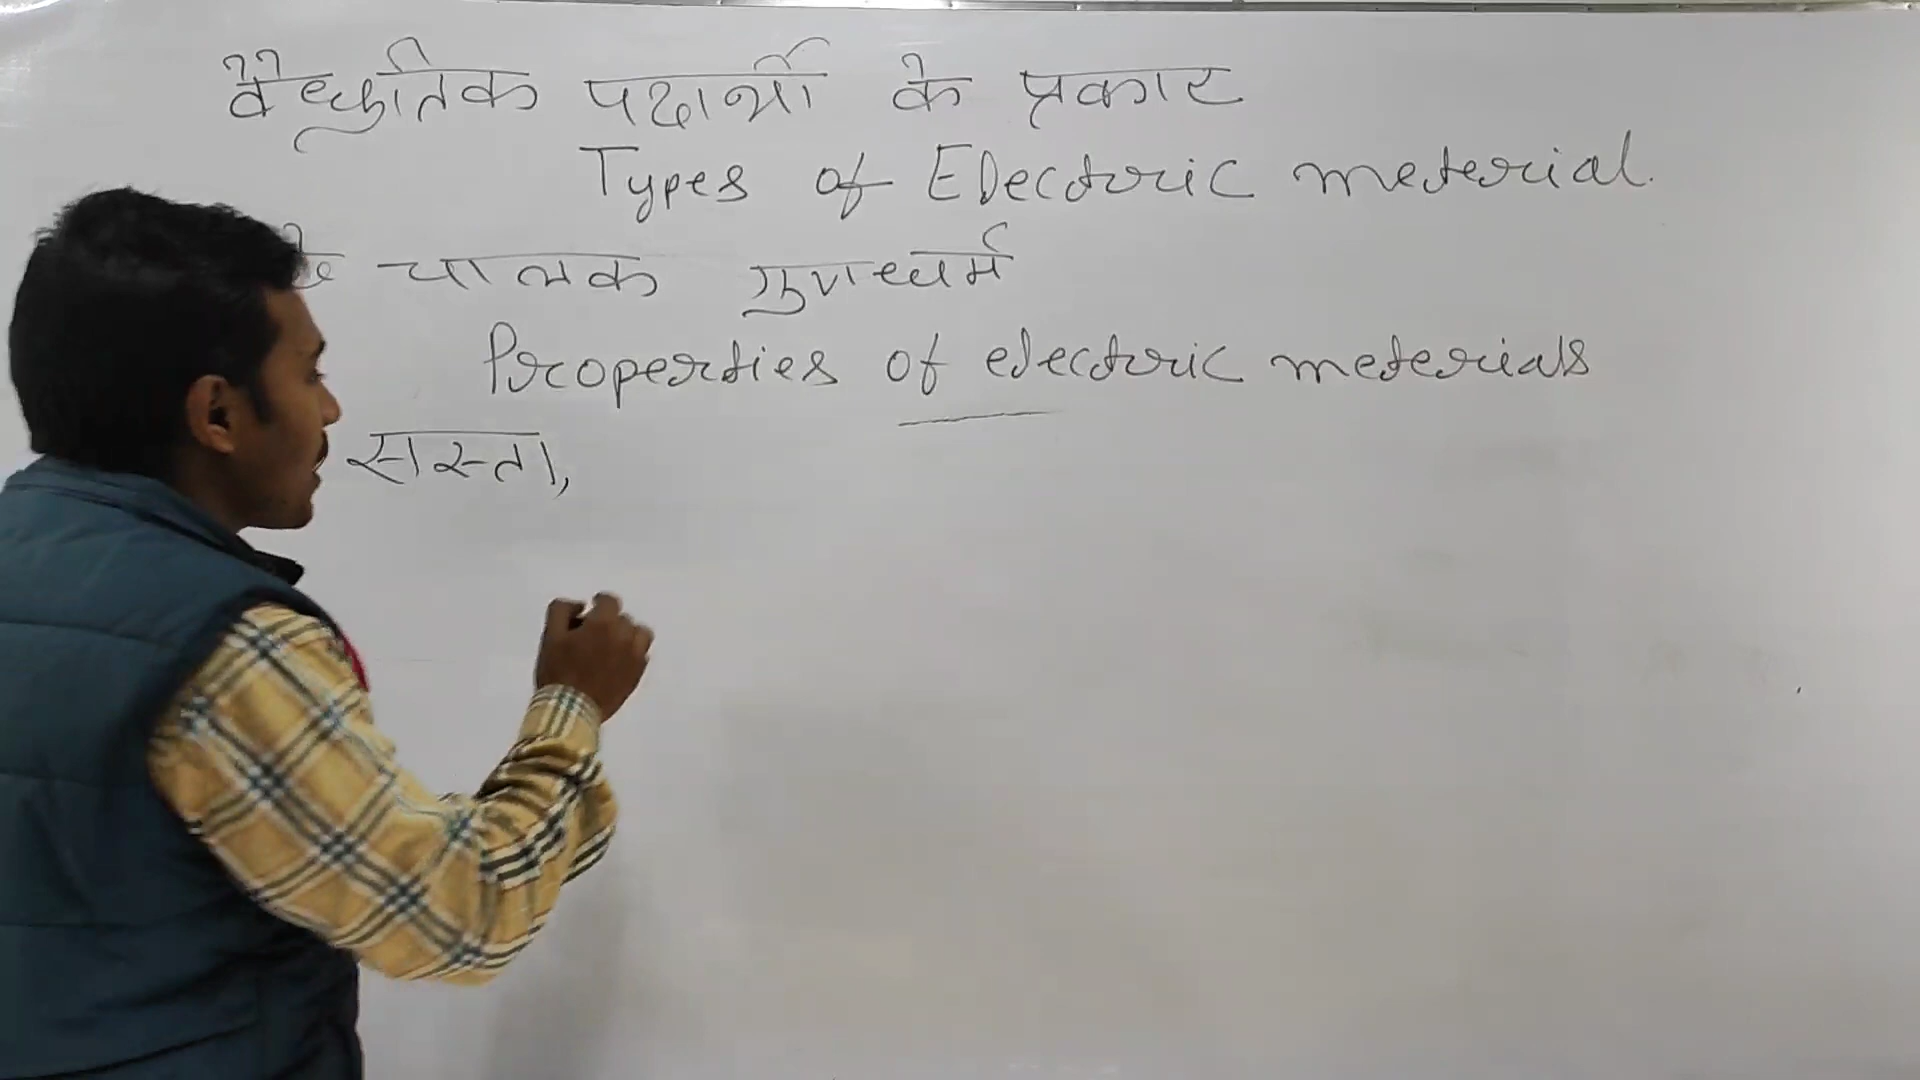 वैद्युतिक पदार्थो के प्रकार
Types of Electric meterial.
के चालक गुणधर्म
Properties of electric meterials
सस्ता,